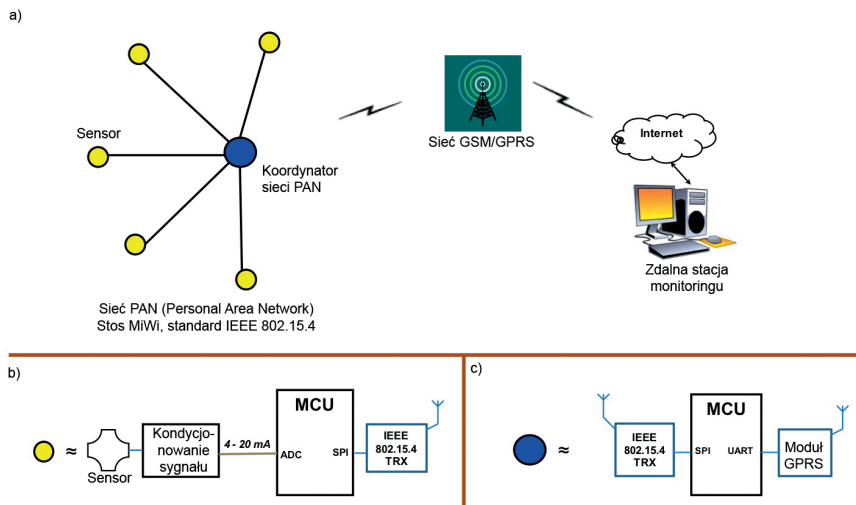 a)
Sensor
Koordynator
sieci PAN
Sieć PAN (Personal Area Network)
Stos MiWi, standard IEEE 802.15.4
Sieć GSM/GPRS
Internet
Zdalna stacja
monitoringu
b)
Sensor
Kondycjo-
nowanie
sygnału
4 - 20 mA
MCU
ADC
SPI
IEEE
802.15.4
TRX
c)
IEEE
802.15.4
TRX
MCU
SPI
UART
Moduł
GPRS